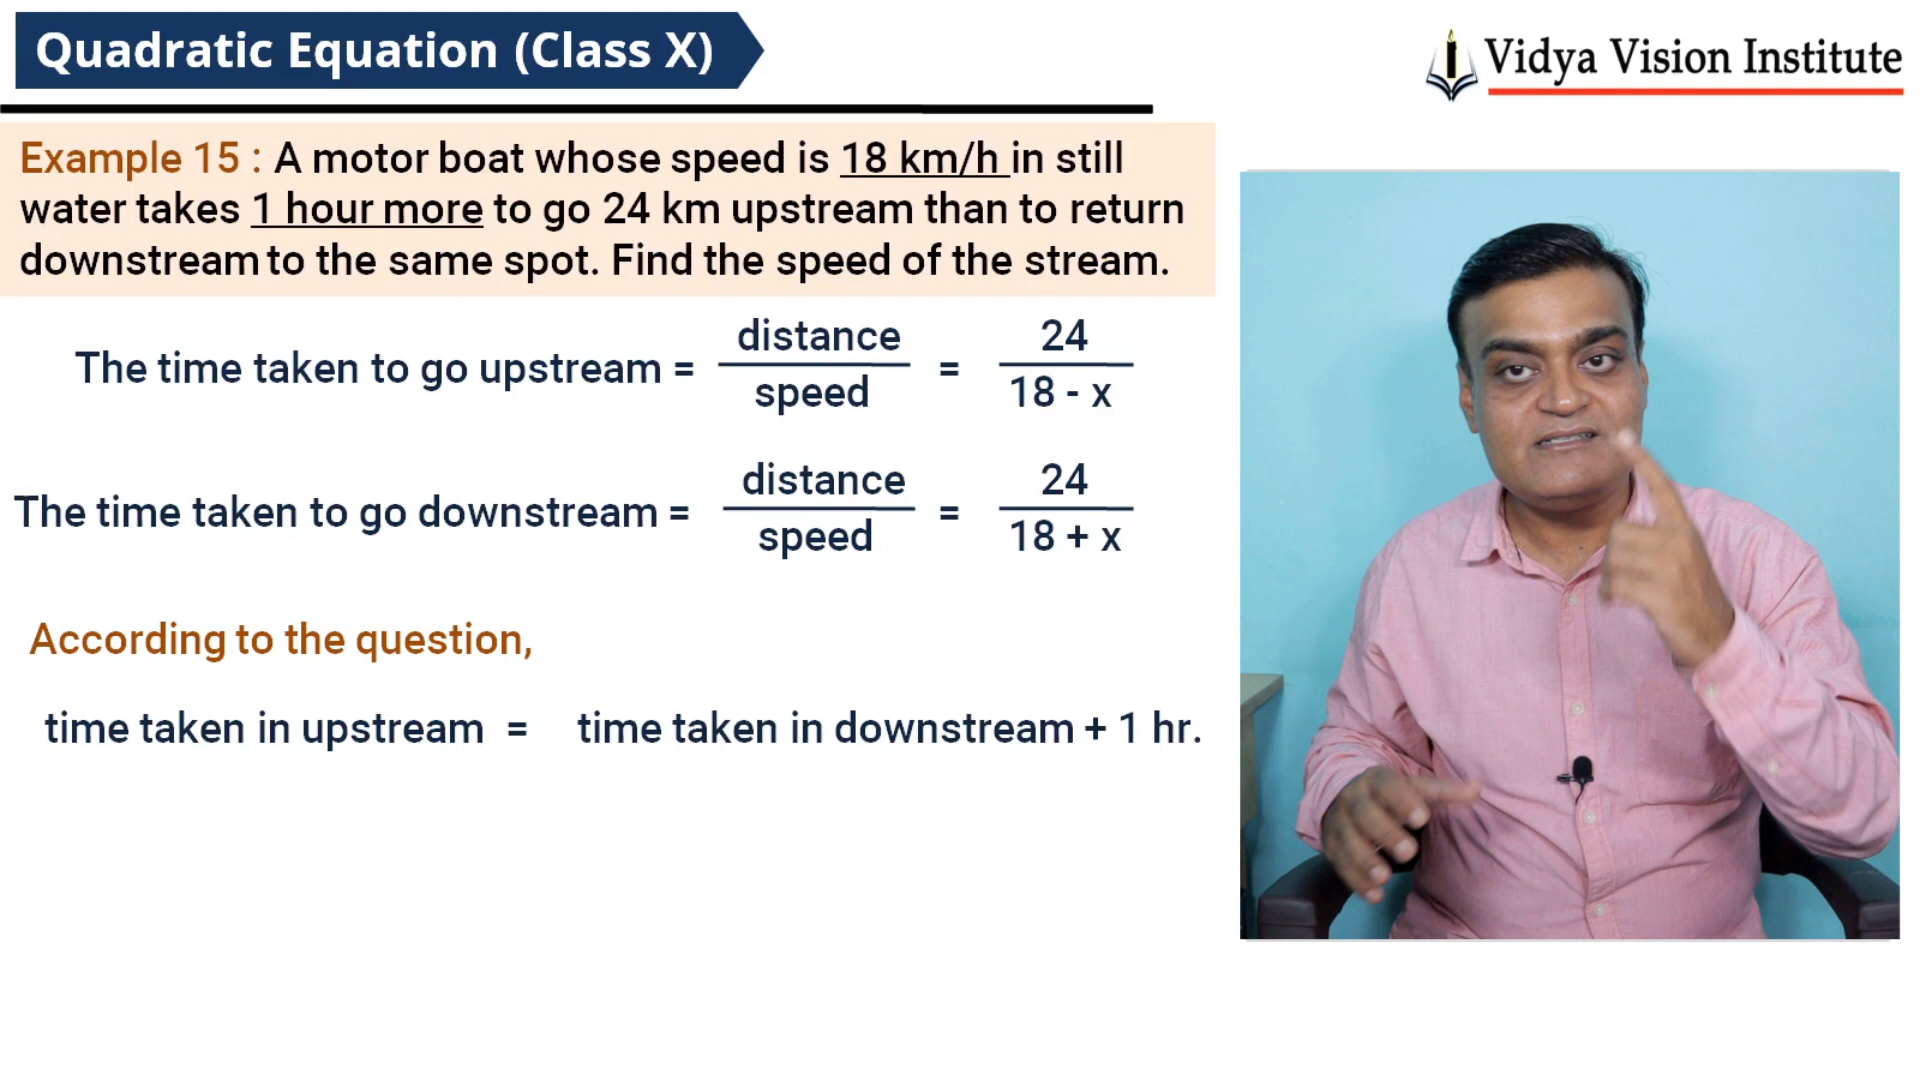 Quadratic Equation (Class X)
Vidya Vision Institute
Example 15 : A motor boat whose speed is 18 km/h in still
water takes 1 hour more to go 24 km upstream than to return
downstream to the same spot. Find the speed of the stream.
The time taken to go upstream = distance / speed = 24 / 18 - x
The time taken to go downstream = distance / speed = 24 / 18 + x
According to the question,
time taken in upstream = time taken in downstream + 1 hr.